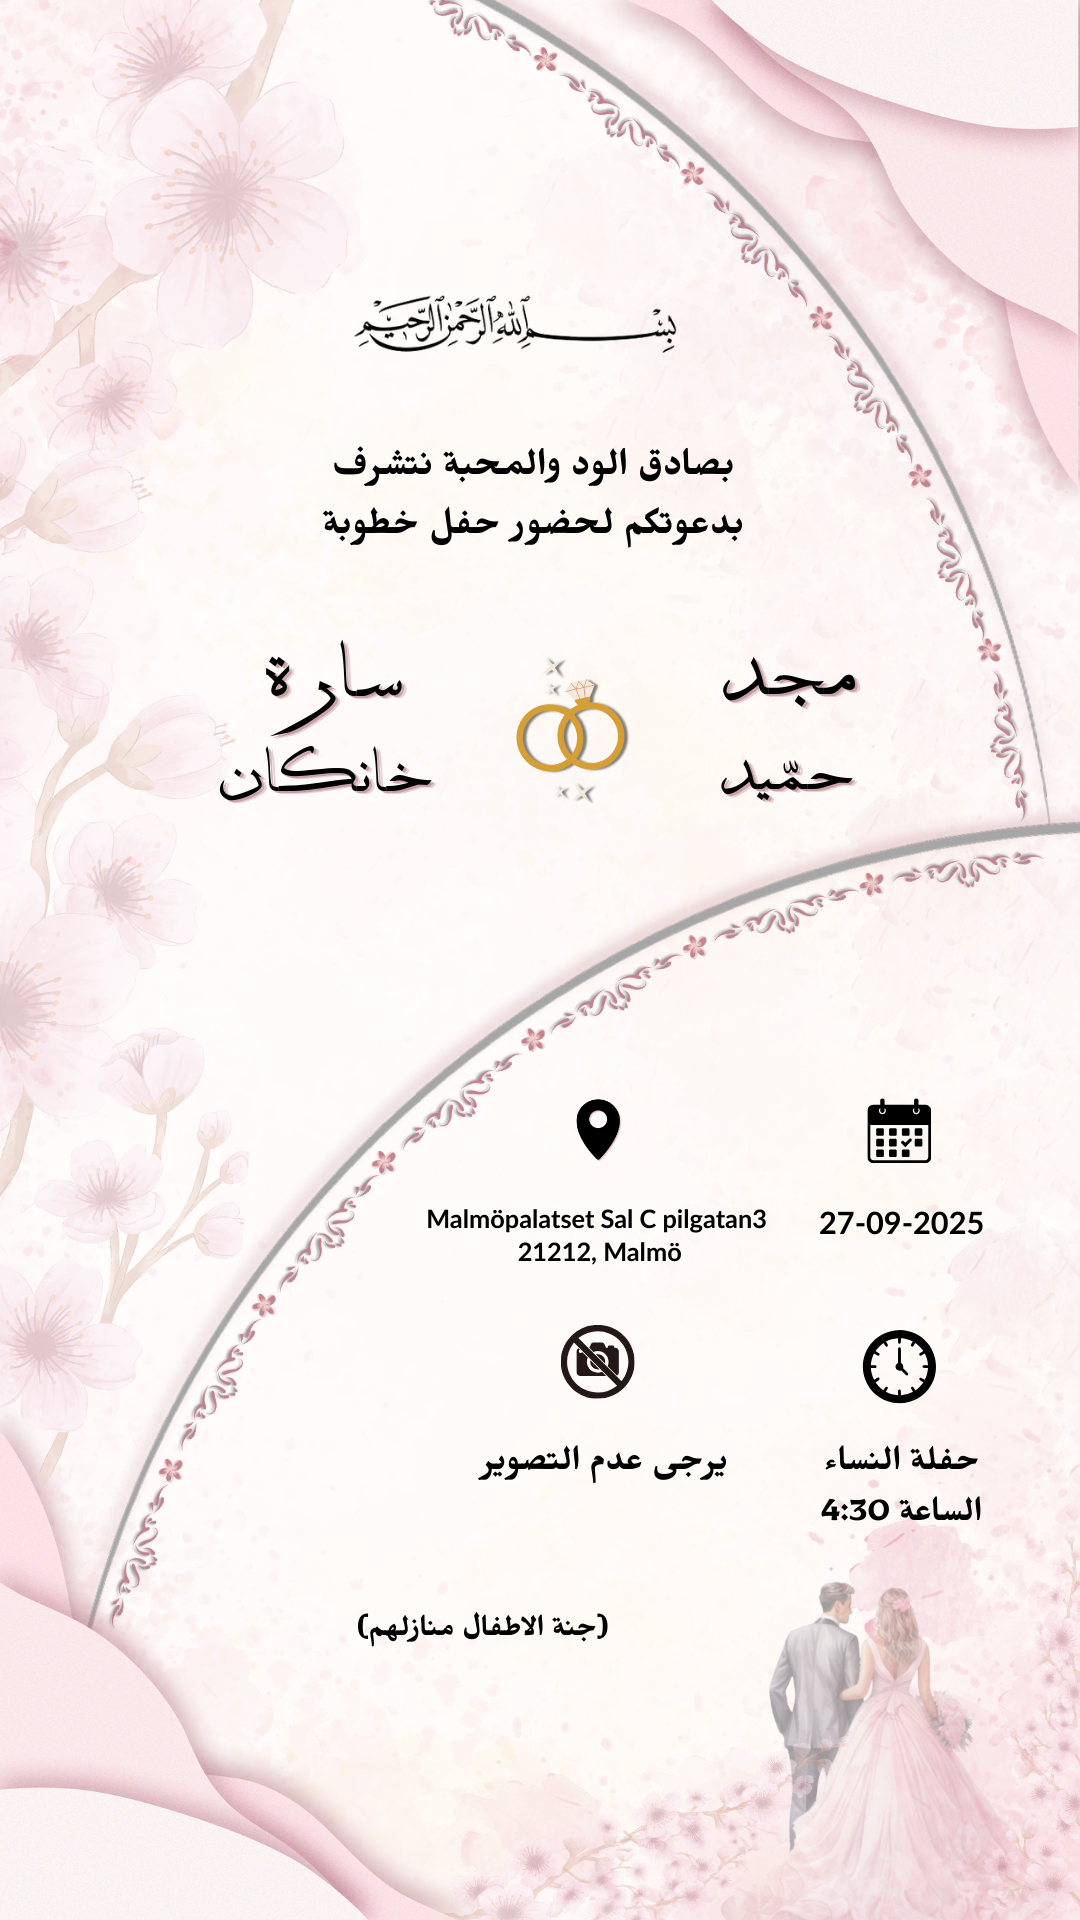 بسم الله الرحمن الرحيم
بصادق الود والمحبة نتشرف
بدعوتكم لحضور حفل خطوبة
مجد
حمّيد
سارة
خانكان
27-09-2025
Malmöpalatset Sal C pilgatan3
21212, Malmö
حفلة النساء
الساعة 4:30
يرجى عدم التصوير
(جنة الاطفال منازلهم)